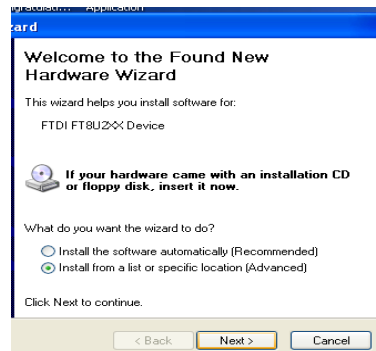 Application
zard
Welcome to the Found New
Hardware Wizard
This wizard helps you install software for:
FTDI FT8U2XX Device
If your hardware came with an installation CD
or floppy disk, insert it now.
What do you want the wizard to do?
Install the software automatically (Recommended)
Install from a list or specific location (Advanced)
Click Next to continue.
< Back Next > Cancel